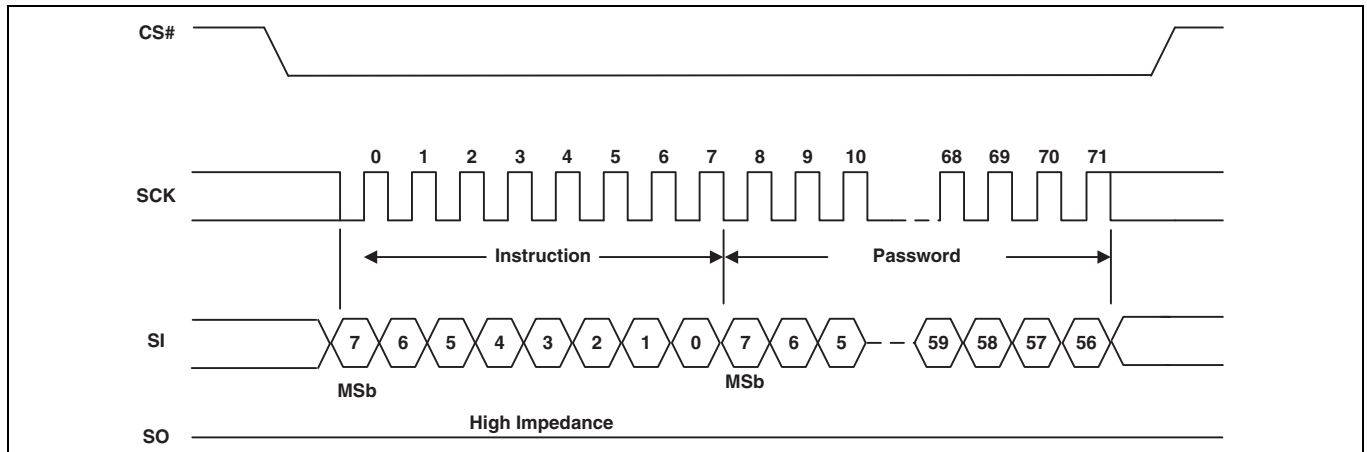 CS#
0 1 2 3 4 5 6 7 8 9 10 68 69 70 71
SCK
Instruction Password
SI 7 6 5 4 3 2 1 0 7 6 5 59 58 57 56
MSb MSb
High Impedance
SO